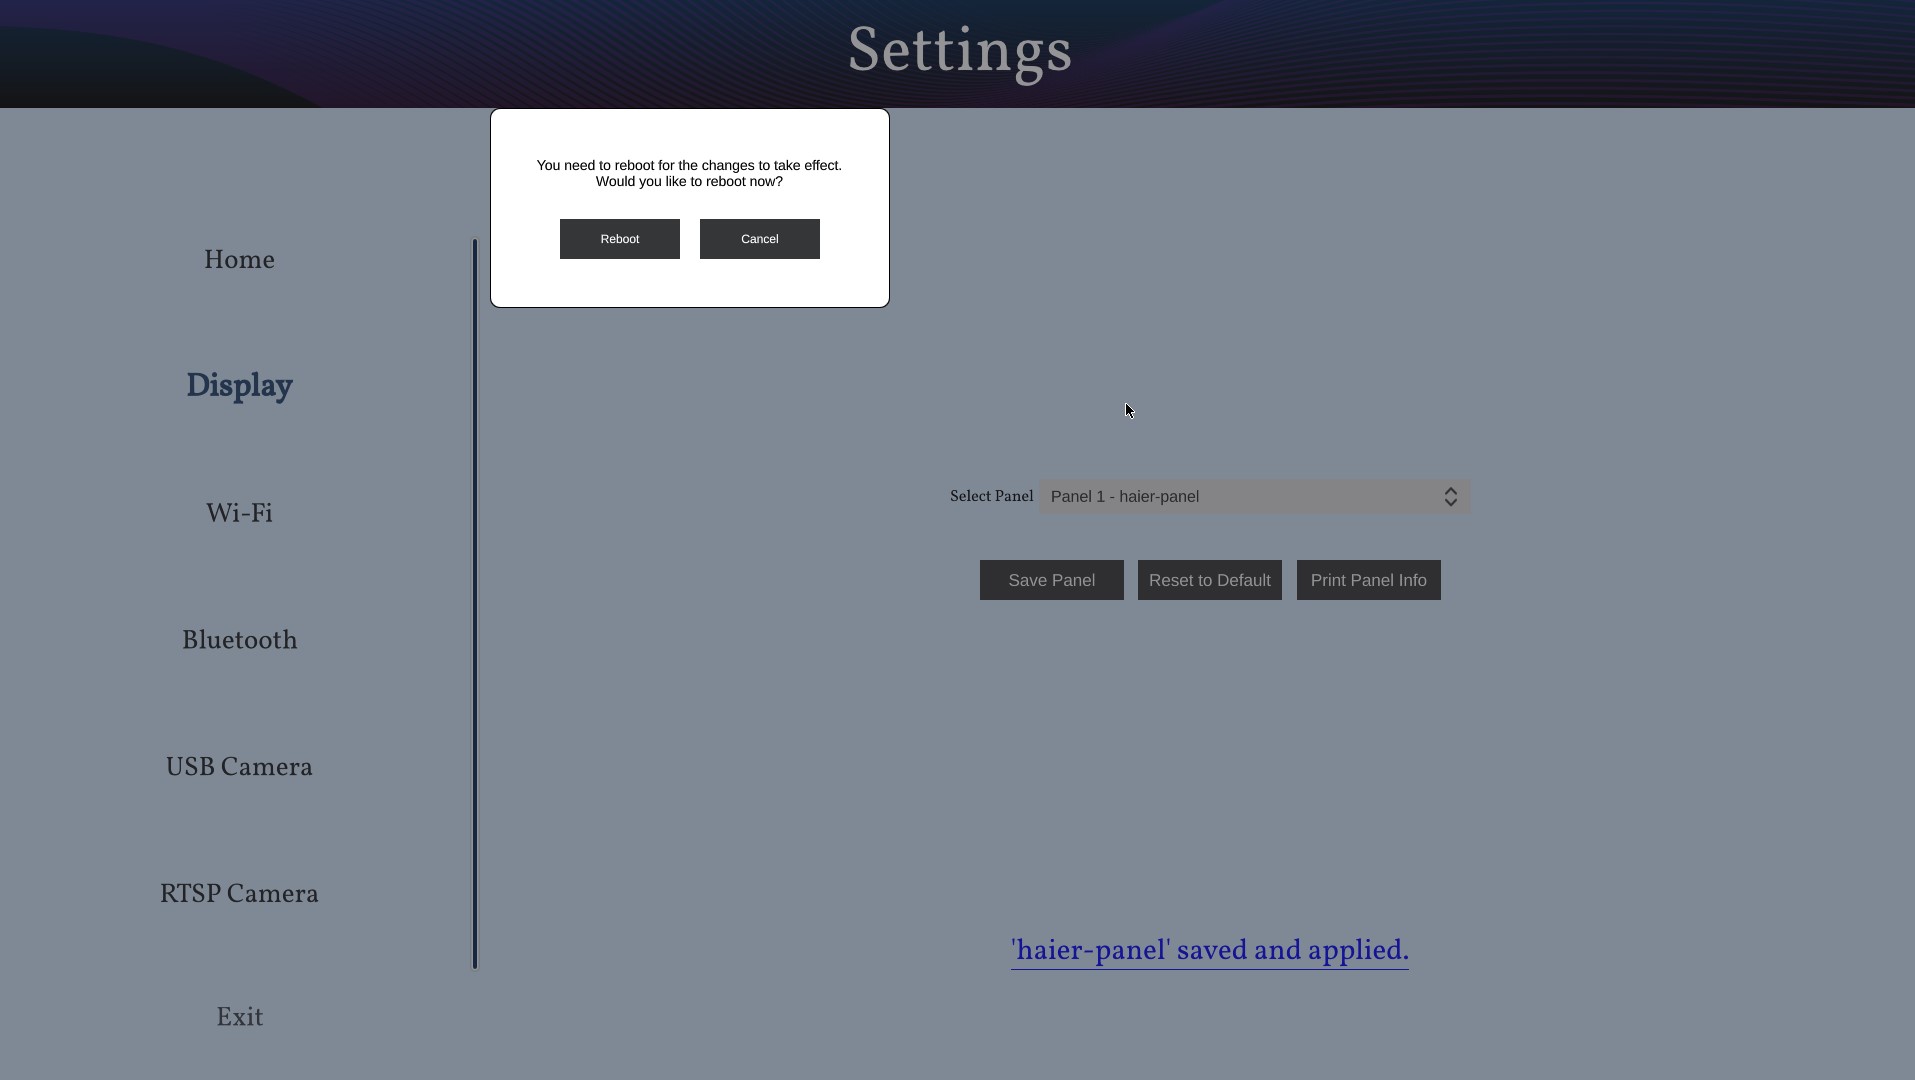 Settings
You need to reboot for the changes to take effect.
Would you like to reboot now?
Reboot
Cancel
Home
Display
Wi-Fi
Bluetooth
USB Camera
RTSP Camera
Exit
Select Panel
Panel 1 - haier-panel
Save Panel
Reset to Default
Print Panel Info
'haier-panel' saved and applied.